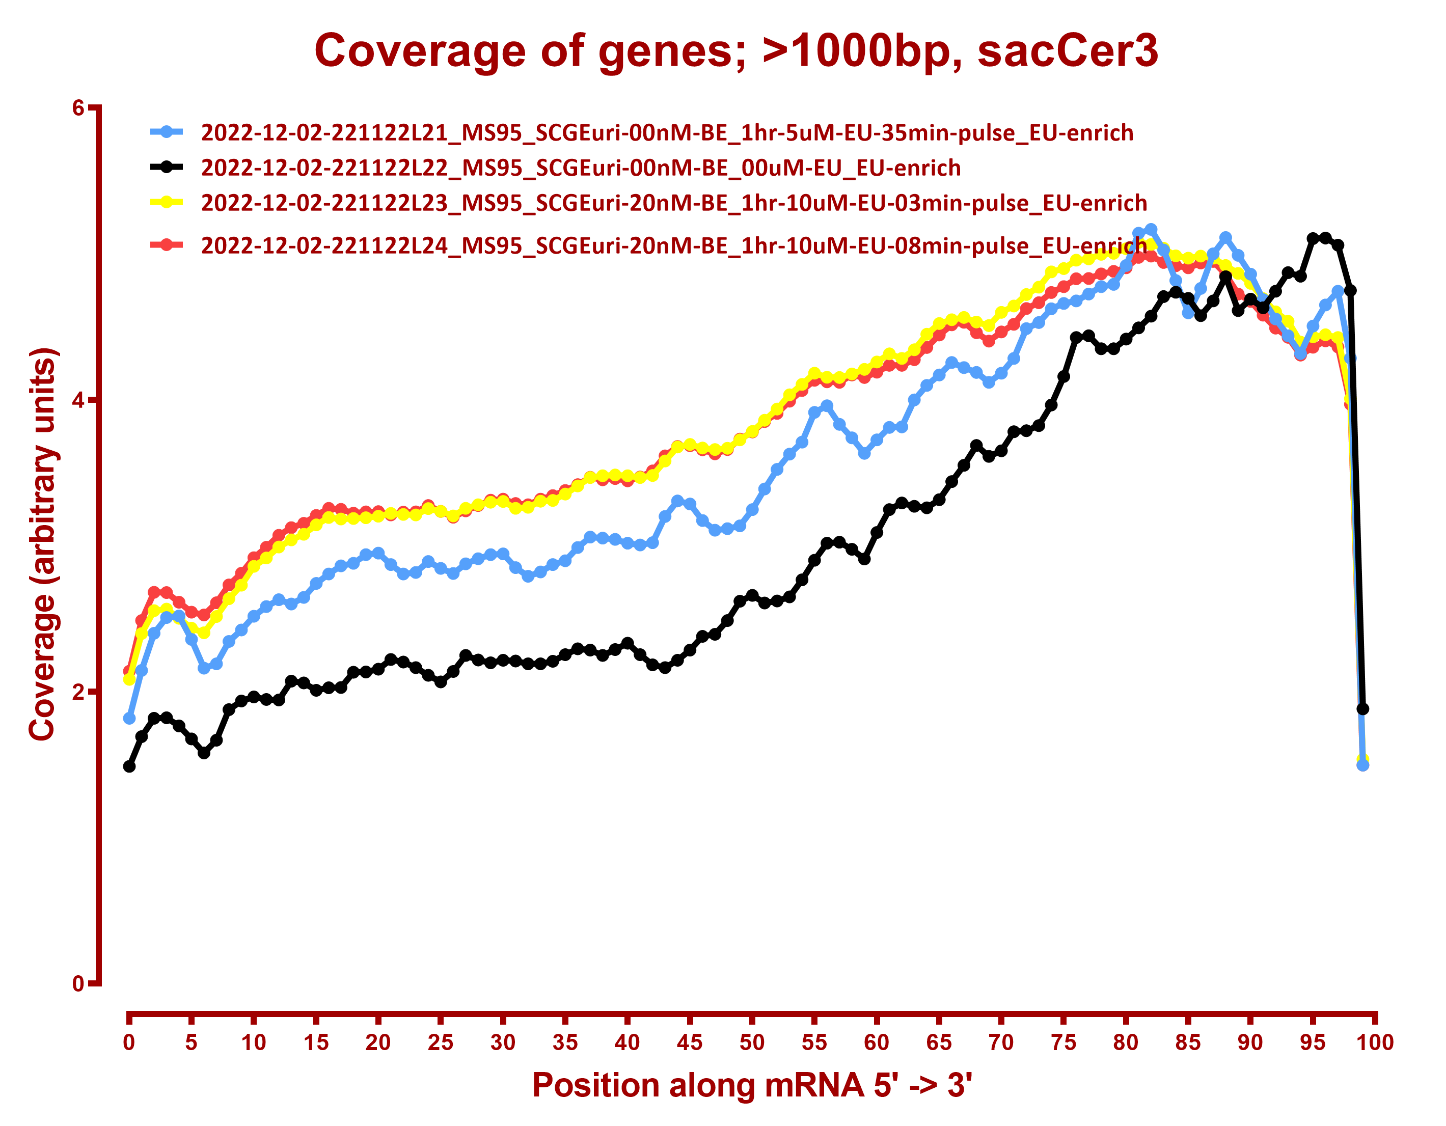 Coverage of genes; >1000bp, sacCer3
6
2022-12-02-221122L21_MS95_SCGEuri-00nM-BE_1hr-5uM-EU-35min-pulse_EU-enrich
2022-12-02-221122L22_MS95_SCGEuri-00nM-BE_00uM-EU_EU-enrich
2022-12-02-221122L23_MS95_SCGEuri-20nM-BE_1hr-10uM-EU-03min-pulse_EU-enrich
2022-12-02-221122L24_MS95_SCGEuri-20nM-BE_1hr-10uM-EU-08min-pulse_EU-enrich
4
Coverage (arbitrary units)
2
0
0 5 10 15 20 25 30 35 40 45 50 55 60 65 70 75 80 85 90 95 100
Position along mRNA 5' -> 3'